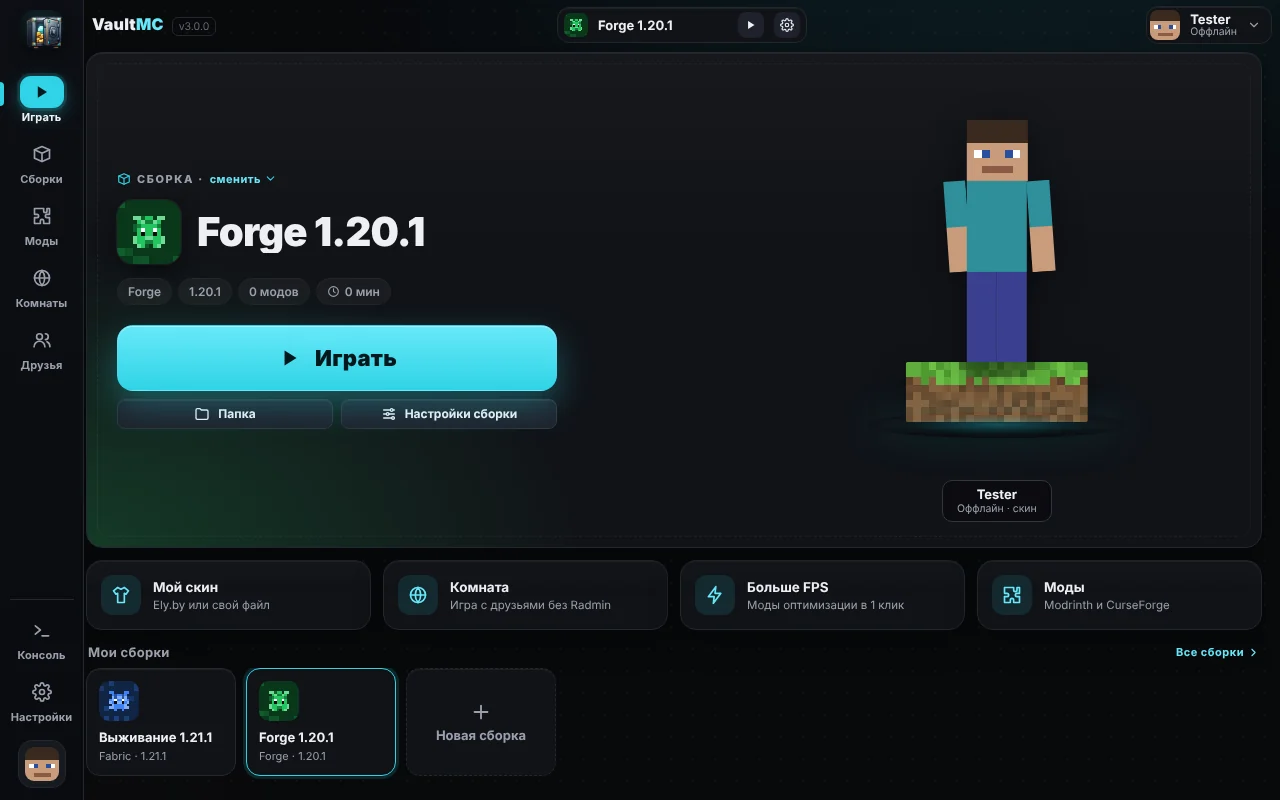 VaultMC
v3.0.0
Forge 1.20.1
Tester
Оффлайн
Играть
Сборки
Моды
Комнаты
Друзья
Консоль
Настройки
СБОРКА · сменить
Forge 1.20.1
Forge
1.20.1
0 модов
0 мин
Играть
Папка
Настройки сборки
Tester
Оффлайн · скин
Мой скин
Ely.by или свой файл
Комната
Игра с друзьями без Radmin
Больше FPS
Моды оптимизации в 1 клик
Моды
Modrinth и CurseForge
Мои сборки
Все сборки
Выживание 1.21.1
Fabric · 1.21.1
Forge 1.20.1
Forge · 1.20.1
Новая сборка